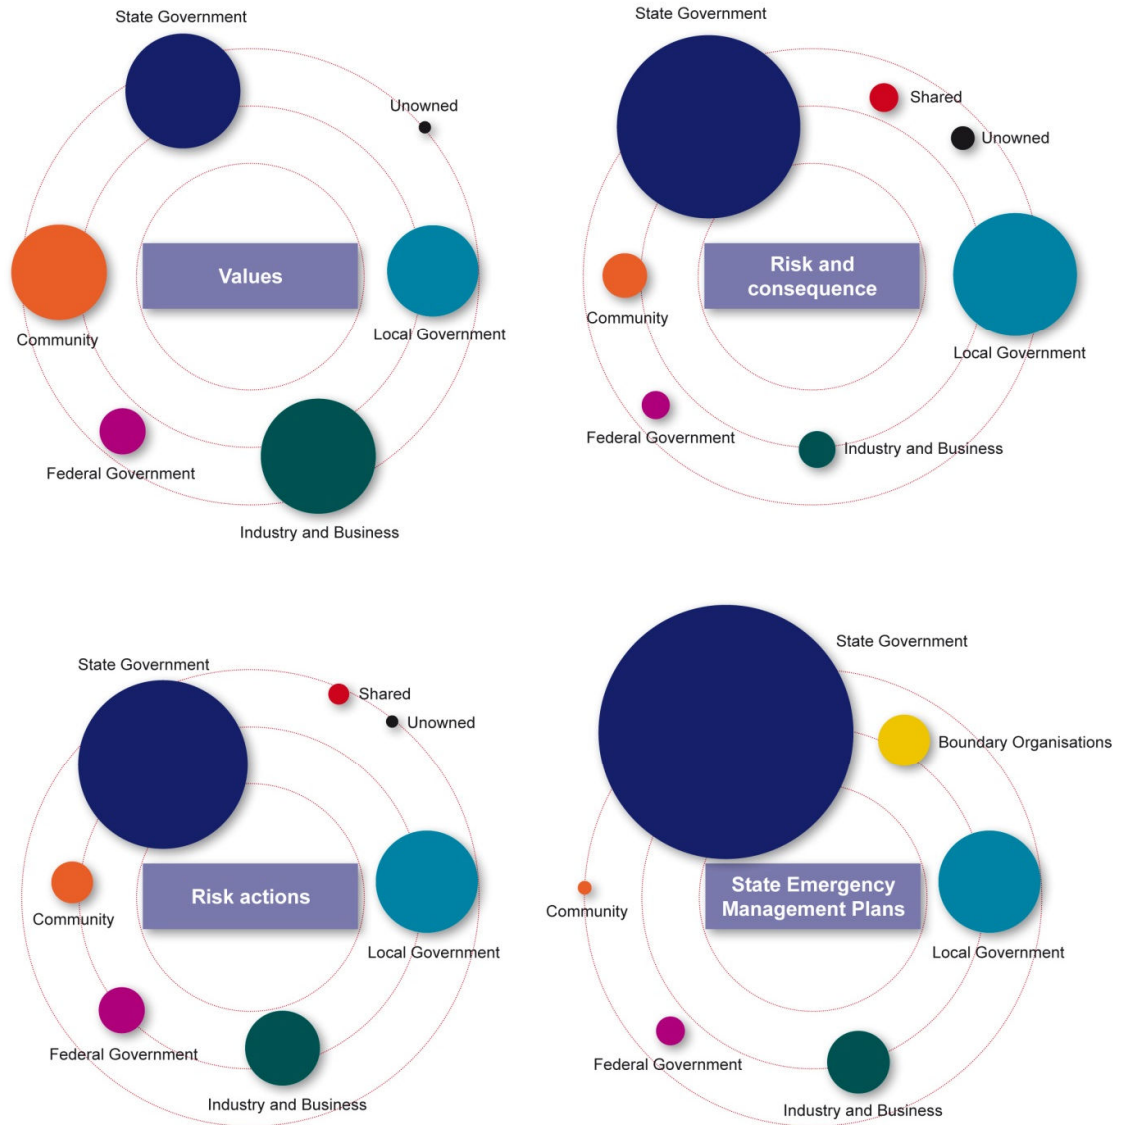 State Government
Unowned
Values
Local Government
Community
Federal Government
Industry and Business
State Government
Shared
Unowned
Risk and
consequence
Community
Local Government
Federal Government
Industry and Business
State Government
Shared
Unowned
Risk actions
Community
Local Government
Federal Government
Industry and Business
State Government
Boundary Organisations
State Emergency
Management Plans
Community
Local Government
Federal Government
Industry and Business